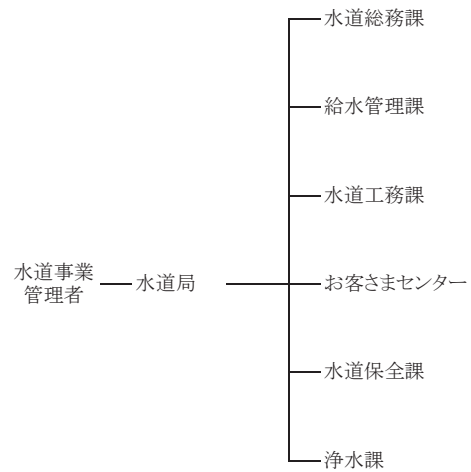 水道総務課
給水管理課
水道工務課
水道事業
管理者
水道局
お客さまセンター
水道保全課
浄水課